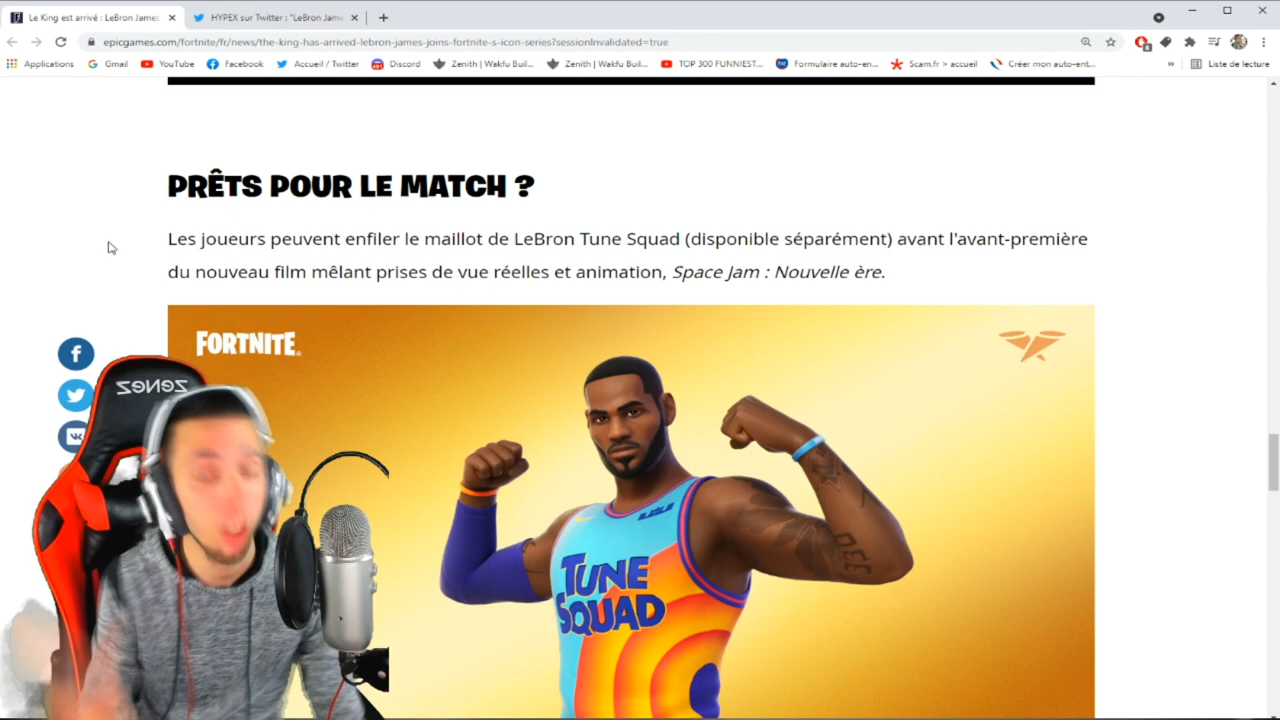 Le King est arrivé : LeBron James
HYPEX sur Twitter : "LeBron Jame
epicgames.com/fortnite/fr/news/the-king-has-arrived-lebron-james-joins-fortnite-s-icon-series?sessionInvalidated=true
Applications
Gmail
YouTube
Facebook
Accueil / Twitter
Discord
Zenith | Wakfu Buil...
Zenith | Wakfu Buil...
TOP 300 FUNNIEST...
Formulaire auto-en...
Scam.fr > accueil
Créer mon auto-ent...
»
Liste de lecture
PRÊTS POUR LE MATCH ?
Les joueurs peuvent enfiler le maillot de LeBron Tune Squad (disponible séparément) avant l'avant-première
du nouveau film mêlant prises de vue réelles et animation, Space Jam : Nouvelle ère.
FORTNITE
zenez
TUNE
SQUAD